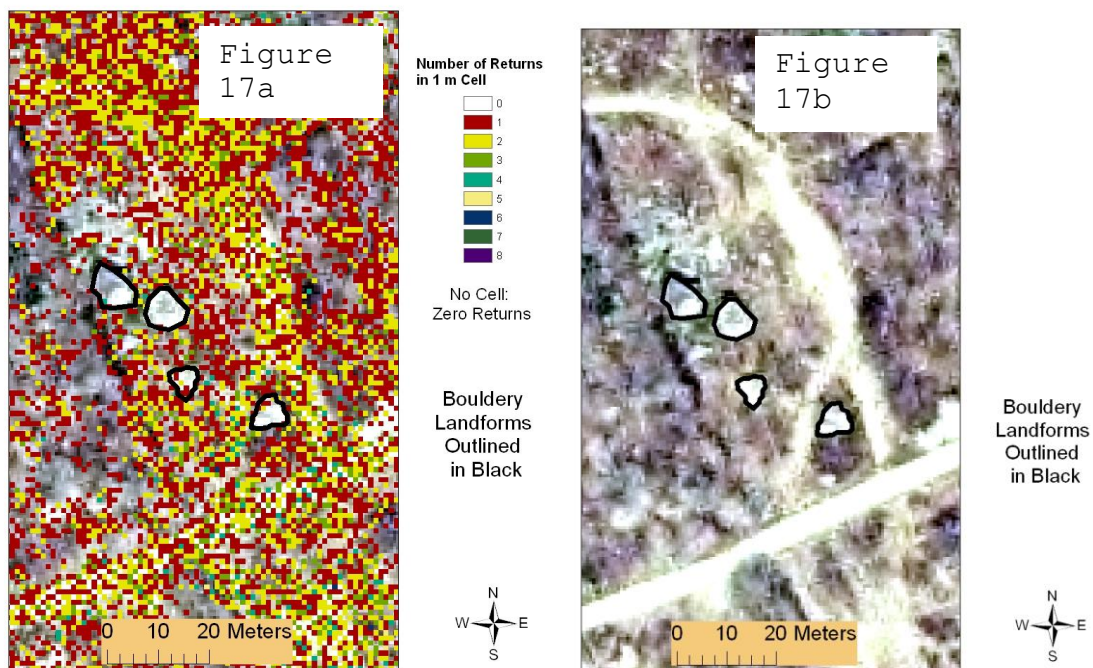 Figure
17a
Number of Returns
in 1 m Cell
0
1
2
3
4
5
6
7
8
No Cell:
Zero Returns
Bouldery
Landforms
Outlined
in Black
N
W E
S
0 10 20 Meters
Figure
17b
Bouldery
Landforms
Outlined
in Black
N
W E
S
0 10 20 Meters